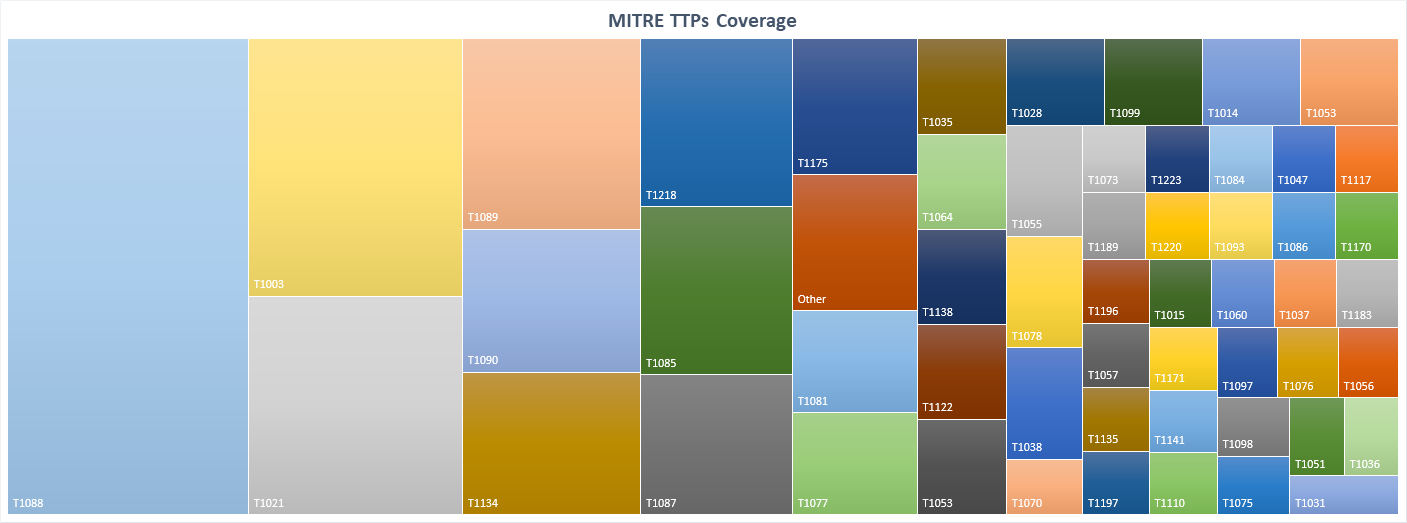 MITRE TTPs Coverage
T1088
T1003
T1021
T1089
T1090
T1134
T1218
T1085
T1087
T1175
Other
T1081
T1077
T1035
T1064
T1138
T1122
T1053
T1028
T1099
T1014
T1053
T1055
T1078
T1038
T1070
T1073
T1223
T1084
T1047
T1117
T1189
T1220
T1093
T1086
T1170
T1196
T1015
T1060
T1037
T1183
T1057
T1135
T1197
T1171
T1141
T1110
T1097
T1076
T1056
T1098
T1075
T1051
T1036
T1031